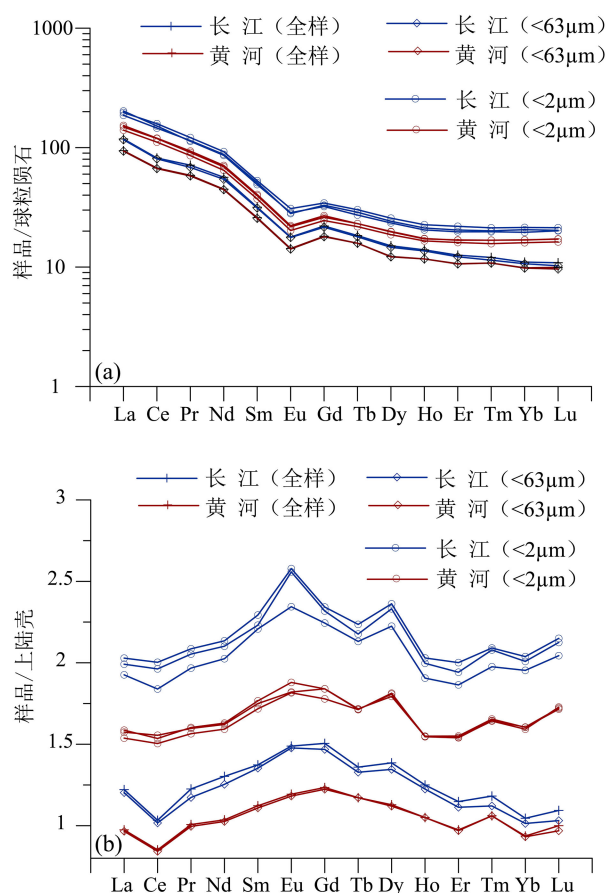 1000
100
10
1
样品/球粒陨石
长 江（全样）
黄 河（全样）
长 江（<63μm）
黄 河（<63μm）
长 江（<2μm）
黄 河（<2μm）
(a)
La Ce Pr Nd Sm Eu Gd Tb Dy Ho Er Tm Yb Lu
3
2.5
2
1.5
1
样品/上陆壳
长 江（全样）
黄 河（全样）
长 江（<63μm）
黄 河（<63μm）
长 江（<2μm）
黄 河（<2μm）
(b)
La Ce Pr Nd Sm Eu Gd Tb Dy Ho Er Tm Yb Lu